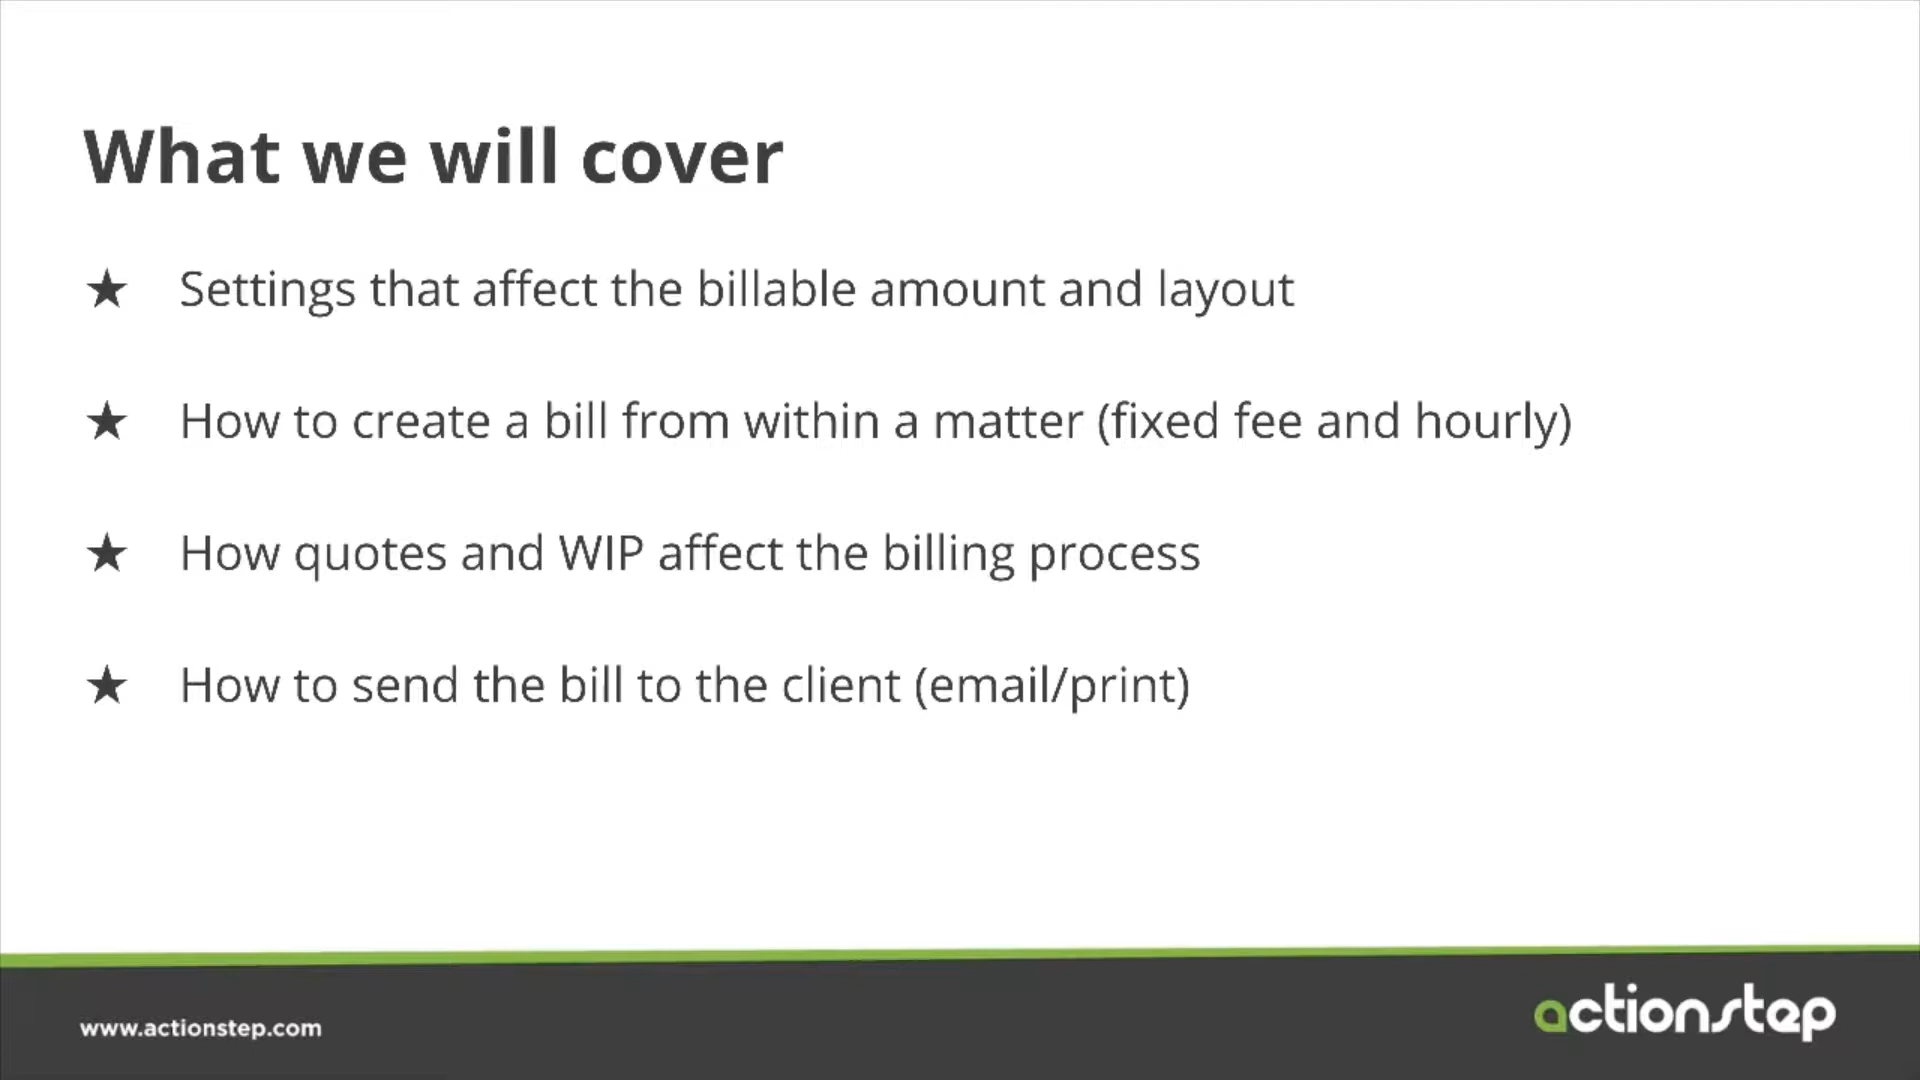 What we will cover
★ Settings that affect the billable amount and layout
★ How to create a bill from within a matter (fixed fee and hourly)
★ How quotes and WIP affect the billing process
★ How to send the bill to the client (email/print)
www.actionstep.com
actionstep